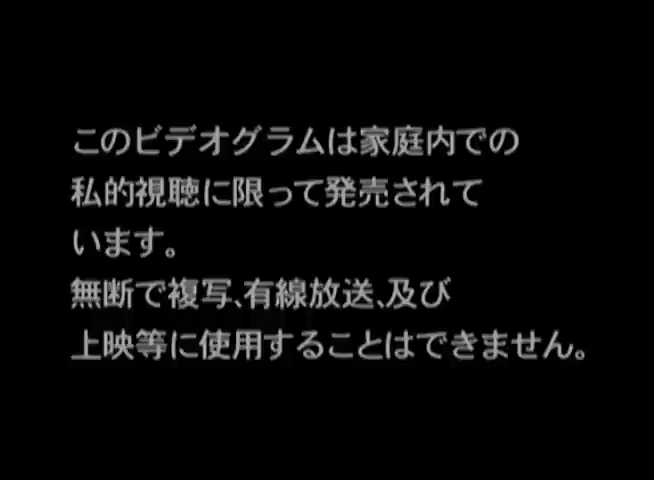 このビデオグラムは家庭内での
私的視聴に限って発売されて
います。
無断で複写、有線放送、及び
上映等に使用することはできません。